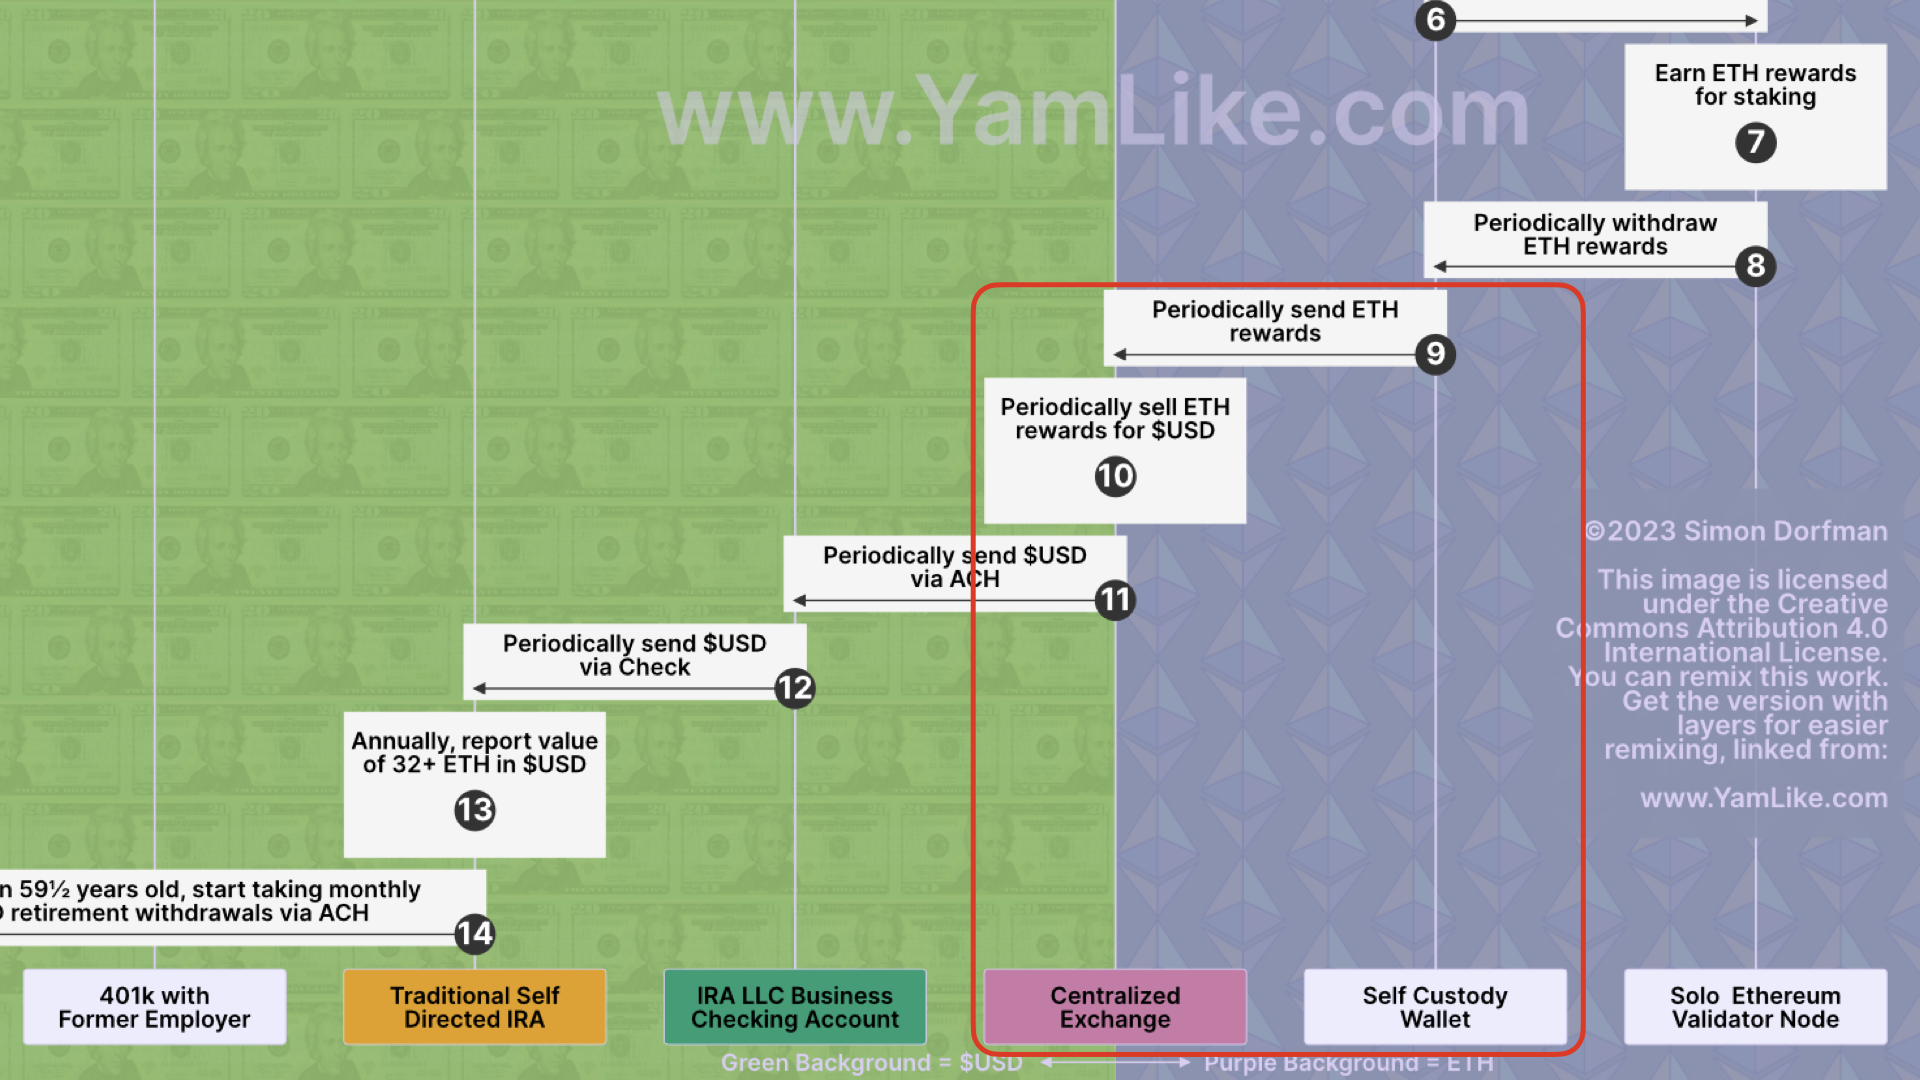 6
www.YamLike.com
Earn ETH rewards
for staking
7
Periodically withdraw
ETH rewards
8
Periodically send ETH
rewards
9
Periodically sell ETH
rewards for $USD
10
Periodically send $USD
via ACH
11
Periodically send $USD
via Check
12
Annually, report value
of 32+ ETH in $USD
13
n 59½ years old, start taking monthly
retirement withdrawals via ACH
14
©2023 Simon Dorfman
This image is licensed
under the Creative
Commons Attribution 4.0
International License.
You can remix this work.
Get the version with
layers for easier
remixing, linked from:
www.YamLike.com
401k with
Former Employer
Traditional Self
Directed IRA
IRA LLC Business
Checking Account
Centralized
Exchange
Self Custody
Wallet
Solo Ethereum
Validator Node
Green Background = $USD
Purple Background = ETH